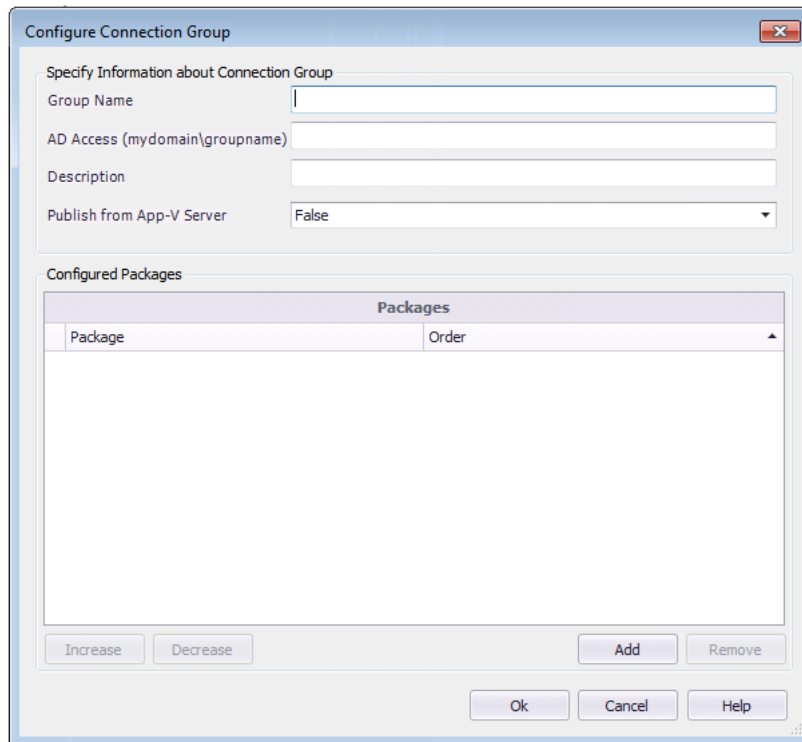 Configure Connection Group
Specify Information about Connection Group
Group Name
AD Access (mydomain\groupname)
Description
Publish from App-V Server False
Configured Packages
Packages
Package Order
Increase Decrease Add Remove
Ok Cancel Help